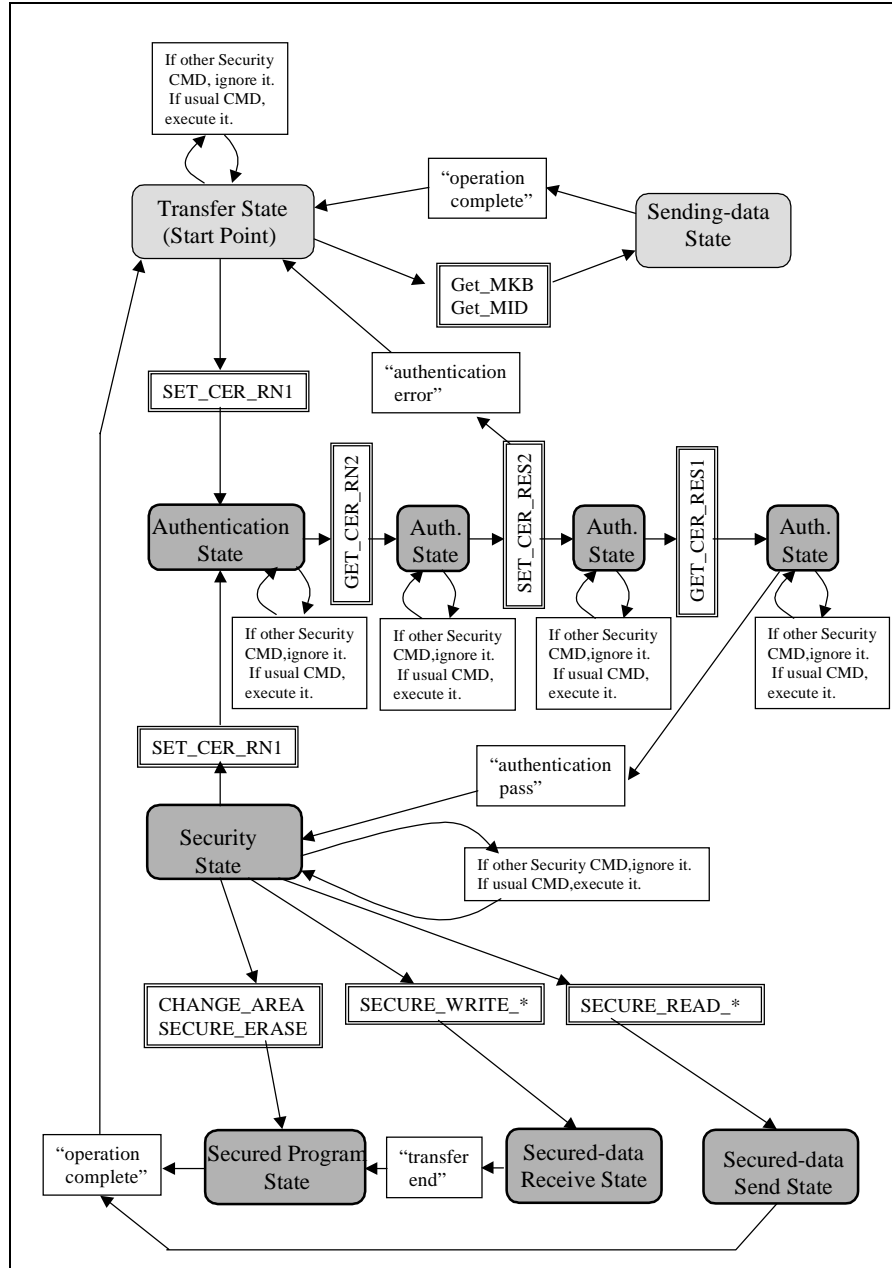 If other Security
CMD, ignore it.
If usual CMD,
execute it.
Transfer State
(Start Point)
“operation
complete”
Sending-data
State
Get_MKB
Get_MID
SET_CER_RN1
“authentication
error”
Authentication
State
GET_CER_RN2
Auth.
State
SET_CER_RES2
Auth.
State
GET_CER_RES1
Auth.
State
If other Security
CMD,ignore it.
If usual CMD,
execute it.
If other Security
CMD,ignore it.
If usual CMD,
execute it.
If other Security
CMD,ignore it.
If usual CMD,
execute it.
If other Security
CMD,ignore it.
If usual CMD,
execute it.
SET_CER_RN1
“authentication
pass”
Security
State
If other Security CMD,ignore it.
If usual CMD,execute it.
CHANGE_AREA
SECURE_ERASE
SECURE_WRITE_*
SECURE_READ_*
“operation
complete”
Secured Program
State
“transfer
end”
Secured-data
Receive State
Secured-data
Send State